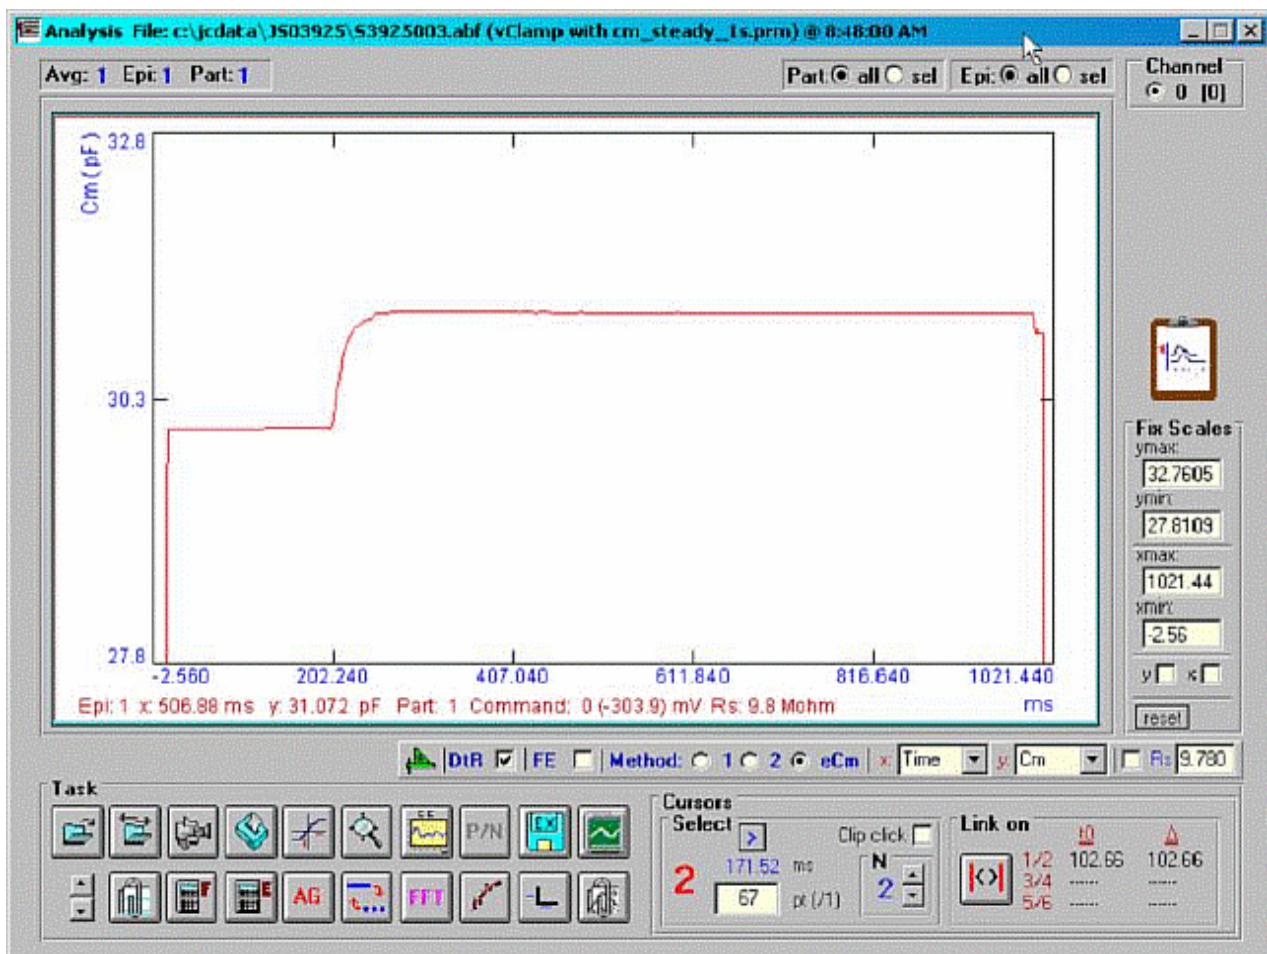 Analysis File: c:\jcdata\JS03925\S3925003.abf (vClamp with cm_steady_1s.prm) @ 8:48:00 AM
Avg: 1 Epi: 1 Part: 1
Part: all sel Epi: all sel
Channel
0 [0]
32.8
Cm (pF)
30.3
27.8
-2.560 202.240 407.040 611.840 816.640 1021.440
Epi: 1 x: 506.88 ms y: 31.072 pF Part: 1 Command: 0 (-303.9) mV Rs: 9.8 Mohm ms
Fix Scales
ymax:
32.7605
ymin:
27.8109
xmax:
1021.44
xmin:
-2.56
y x
reset
DtR FE Method: 1 2 eCm x: Time y: Cm Rs 9.780
Task
P/N EX
F E AG FFT
Cursors
Select > Clip click
2 171.52 ms N
67 pt (/1) 2
Link on t0 Δ
<> 1/2 102.66 102.66
3/4 ...... ......
5/6 ...... ......